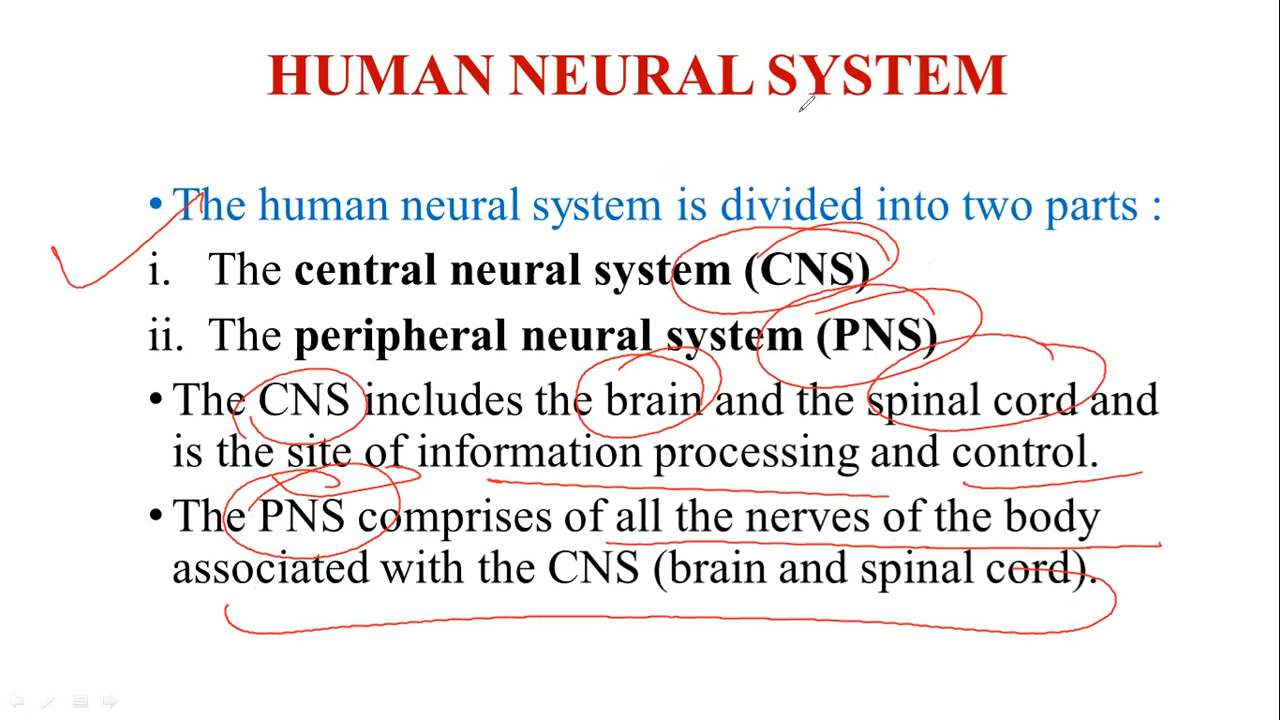 HUMAN NEURAL SYSTEM
• The human neural system is divided into two parts :
i. The central neural system (CNS)
ii. The peripheral neural system (PNS)
• The CNS includes the brain and the spinal cord and
is the site of information processing and control.
• The PNS comprises of all the nerves of the body
associated with the CNS (brain and spinal cord).